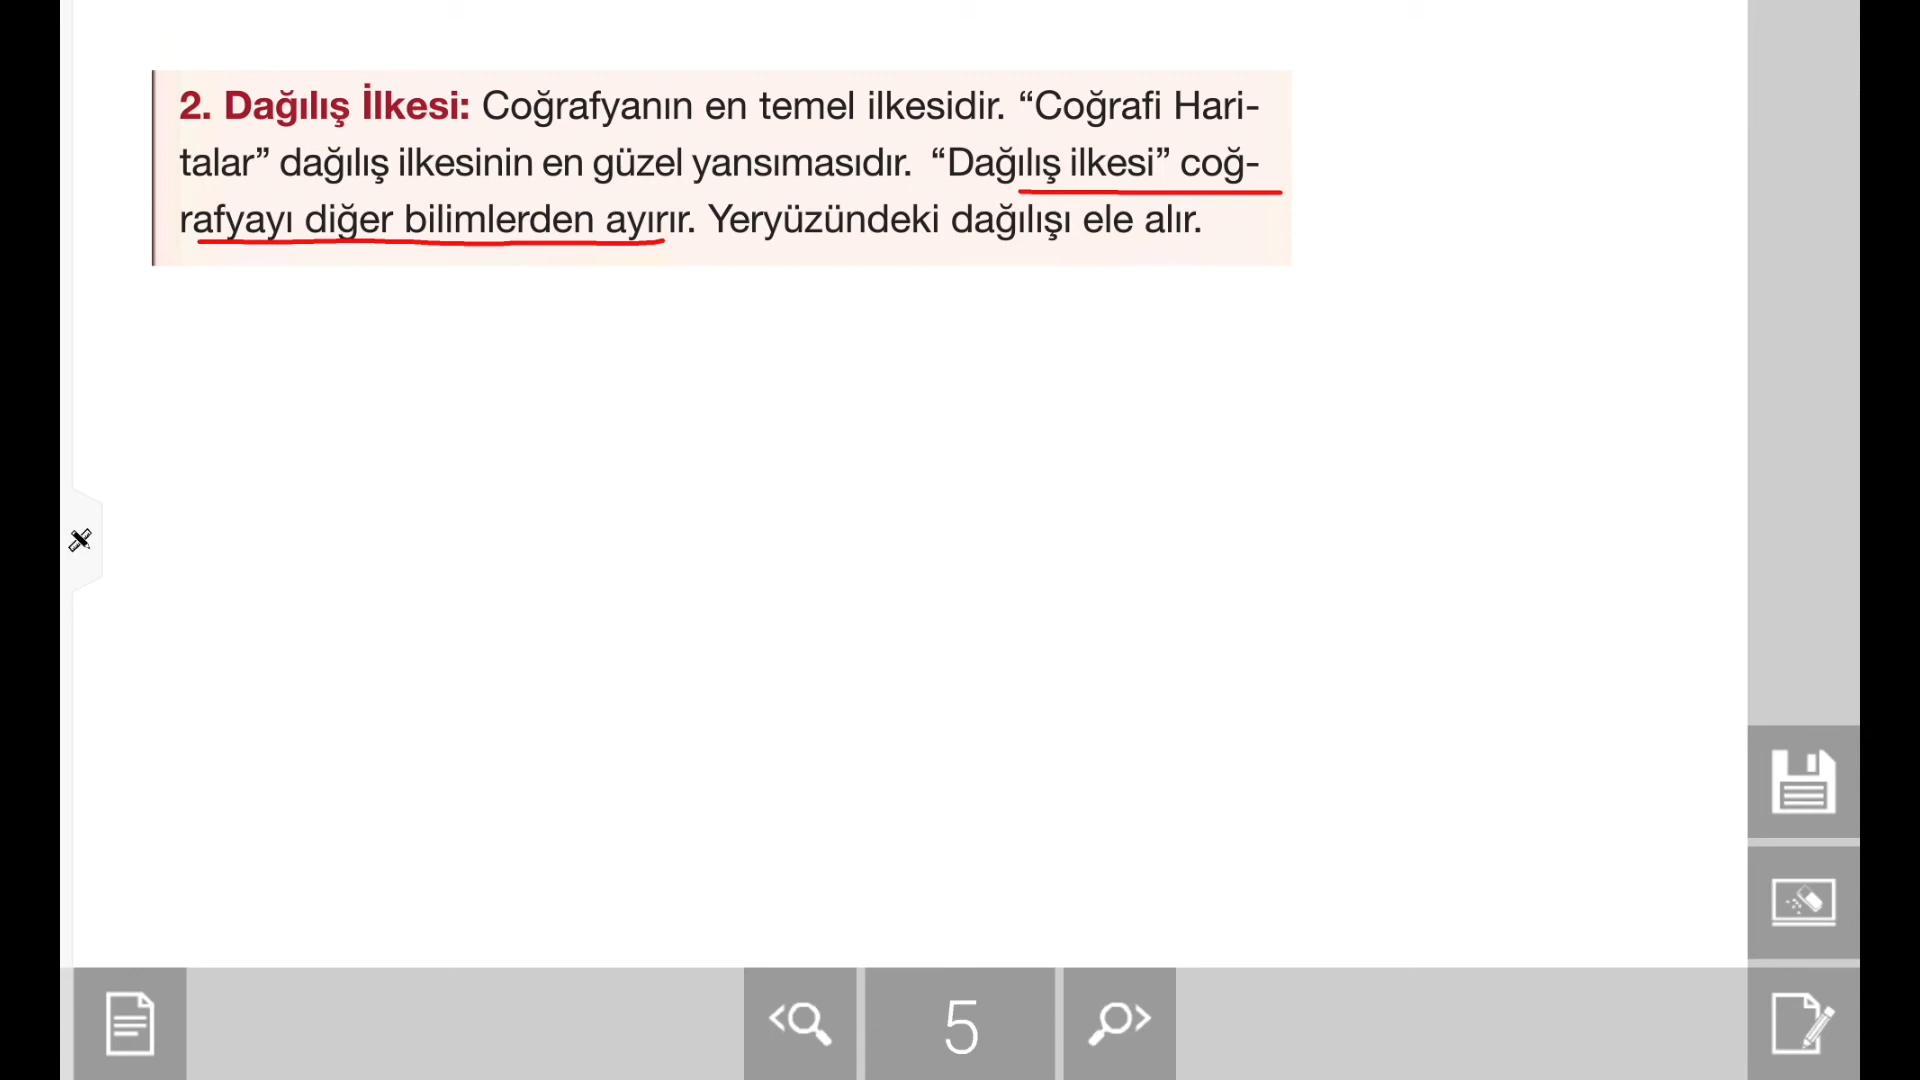 2. Dağılış İlkesi: Coğrafyanın en temel ilkesidir. “Coğrafi Hari-
talar” dağılış ilkesinin en güzel yansımasıdır. “Dağılış ilkesi” coğ-
rafyayı diğer bilimlerden ayırır. Yeryüzündeki dağılışı ele alır.
5